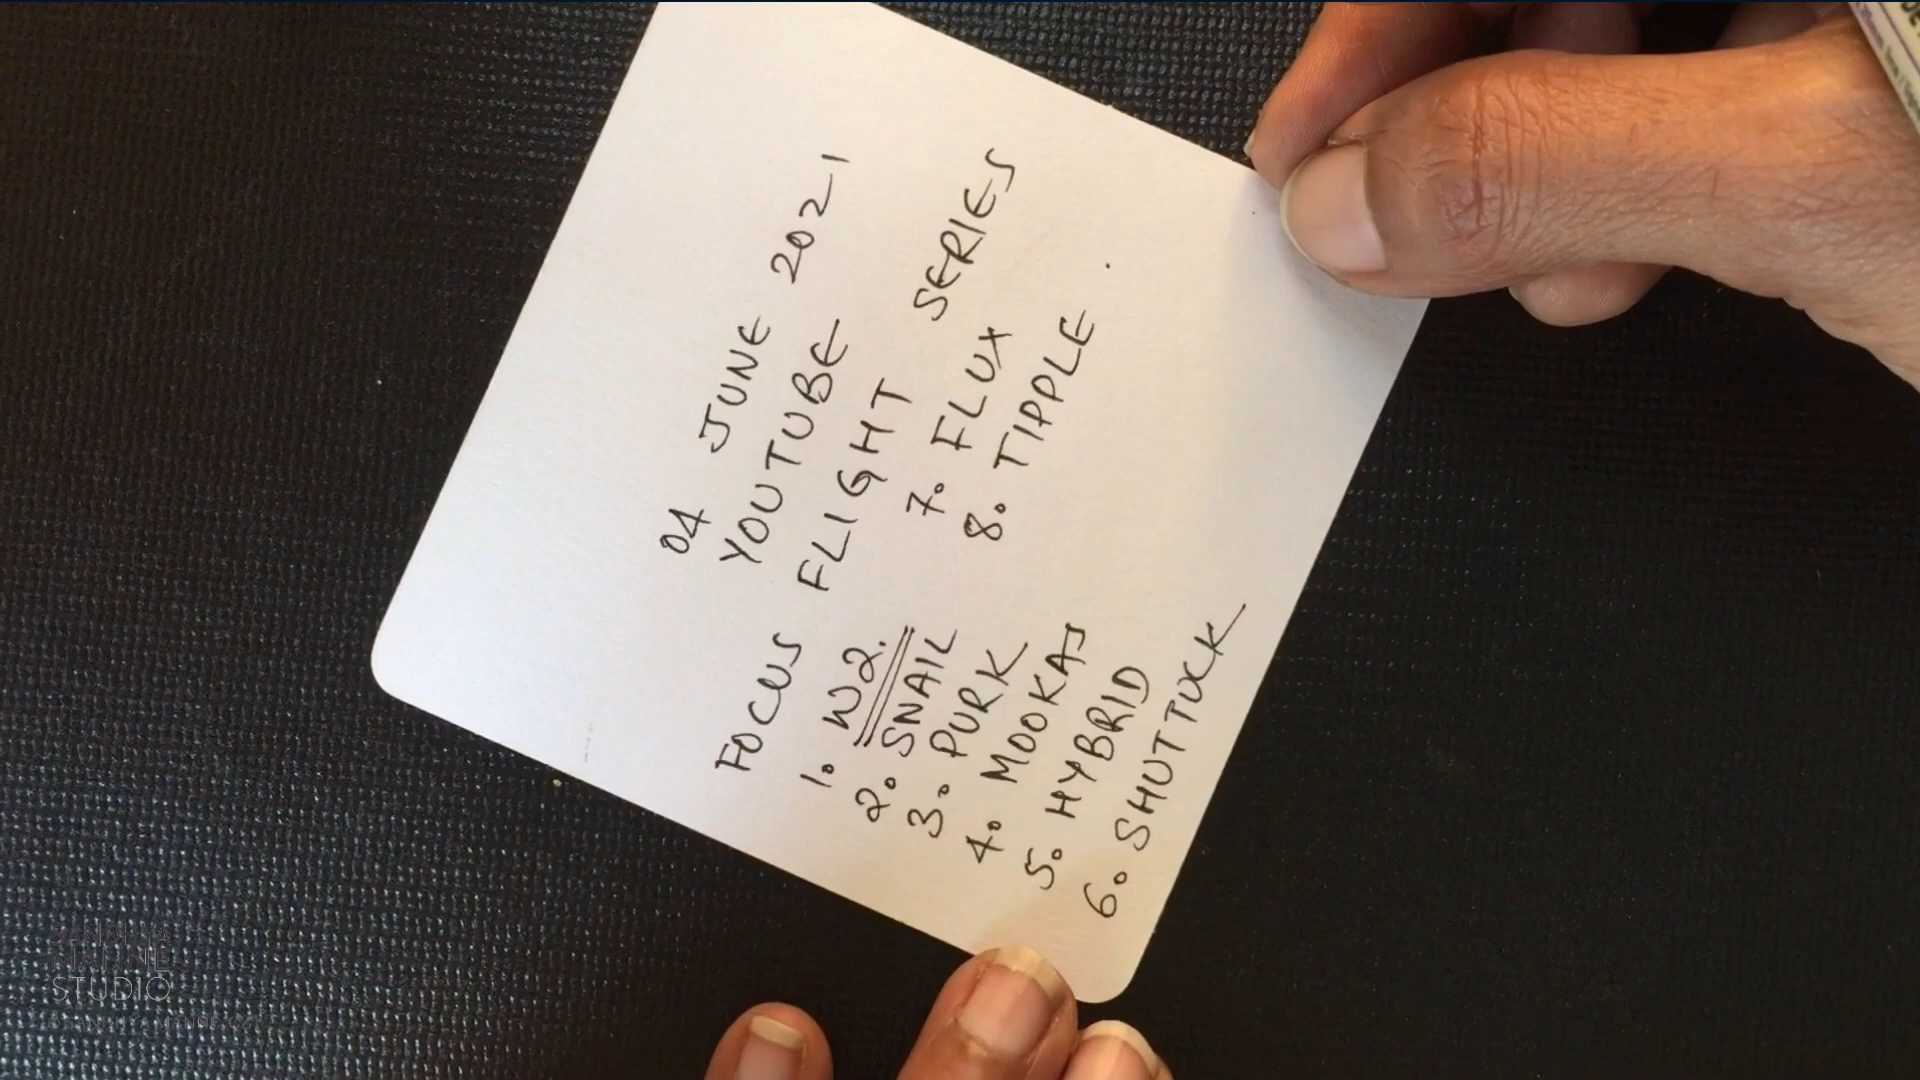 04 JUNE 2021
YOUTUBE
FOCUS FLIGHT SERIES
1. W2.
2. SNAIL
3. PURK
4. MOOKAJ
5. HYBRID
6. SHUTTUCK
7. FLUX
8. TIPPLE.
STUDIO